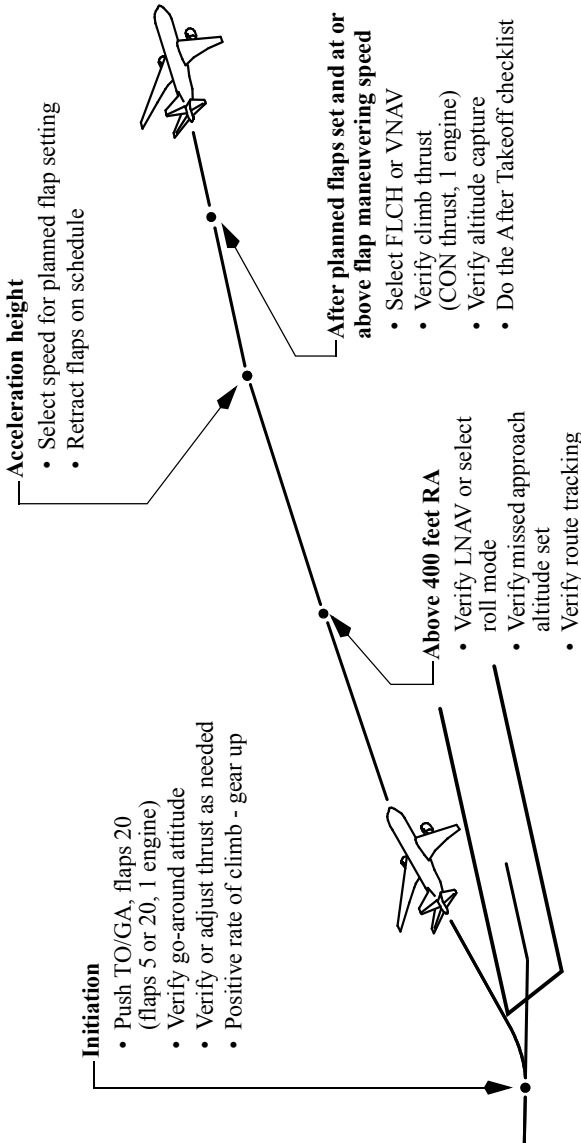 Initiation
• Push TO/GA, flaps 20
(flaps 5 or 20, 1 engine)
• Verify go-around attitude
• Verify or adjust thrust as needed
• Positive rate of climb - gear up
Above 400 feet RA
• Verify LNAV or select
roll mode
• Verify missed approach
altitude set
• Verify route tracking
Acceleration height
• Select speed for planned flap setting
• Retract flaps on schedule
After planned flaps set and at or
above flap maneuvering speed
• Select FLCH or VNAV
• Verify climb thrust
(CON thrust, 1 engine)
• Verify altitude capture
• Do the After Takeoff checklist